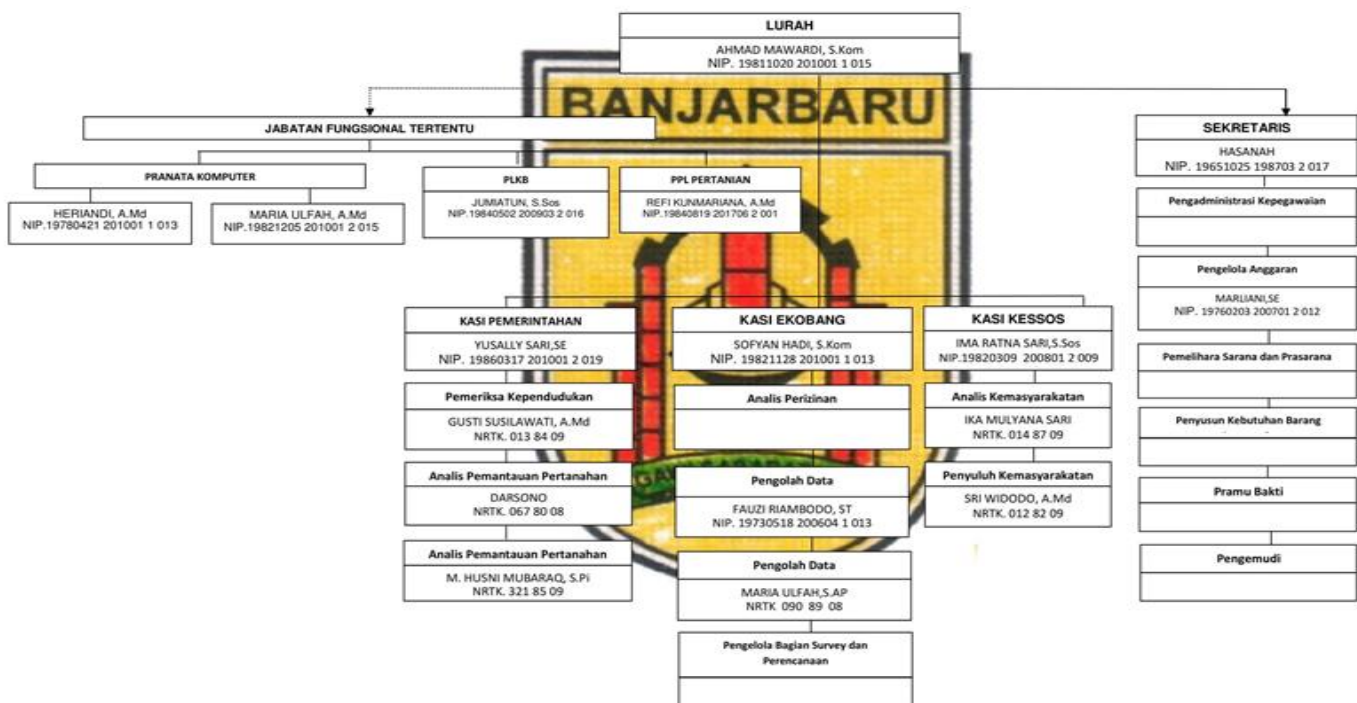 LURAH
AHMAD MAWARDI, S.Kom
NIP. 19811020 201001 1 015
BANJARBARU
JABATAN FUNGSIONAL TERTENTU
PRANATA KOMPUTER
HERIANDI, A.Md
NIP.19780421 201001 1 013
MARIA ULFAH, A.Md
NIP.19821205 201001 2 015
PLKB
JUMIATUN, S.Sos
NIP.19840502 200903 2 016
PPL PERTANIAN
REFI KUNMARIANA, A.Md
NIP.19840819 201706 2 001
SEKRETARIS
HASANAH
NIP. 19651025 198703 2 017
Pengadministrasi Kepegawaian
Pengelola Anggaran
MARLIANI,SE
NIP. 19760203 200701 2 012
Pemelihara Sarana dan Prasarana
Penyusun Kebutuhan Barang
Pramu Bakti
Pengemudi
KASI PEMERINTAHAN
YUSALLY SARI,SE
NIP. 19860317 201001 2 019
Pemeriksa Kependudukan
GUSTI SUSILAWATI, A.Md
NRTK. 013 84 09
Analis Pemantauan Pertanahan
DARSONO
NRTK. 067 80 08
Analis Pemantauan Pertanahan
M. HUSNI MUBARAQ, S.Pi
NRTK. 321 85 09
KASI EKOBANG
SOFYAN HADI, S.Kom
NIP. 19821128 201001 1 013
Analis Perizinan
Pengolah Data
FAUZI RIAMBODO, ST
NIP. 19730518 200604 1 013
Pengolah Data
MARIA ULFAH,S.AP
NRTK 090 89 08
Pengelola Bagian Survey dan
Perencanaan
KASI KESSOS
IMA RATNA SARI,S.Sos
NIP.19820309 200801 2 009
Analis Kemasyarakatan
IKA MULYANA SARI
NRTK. 014 87 09
Penyuluh Kemasyarakatan
SRI WIDODO, A.Md
NRTK. 012 82 09